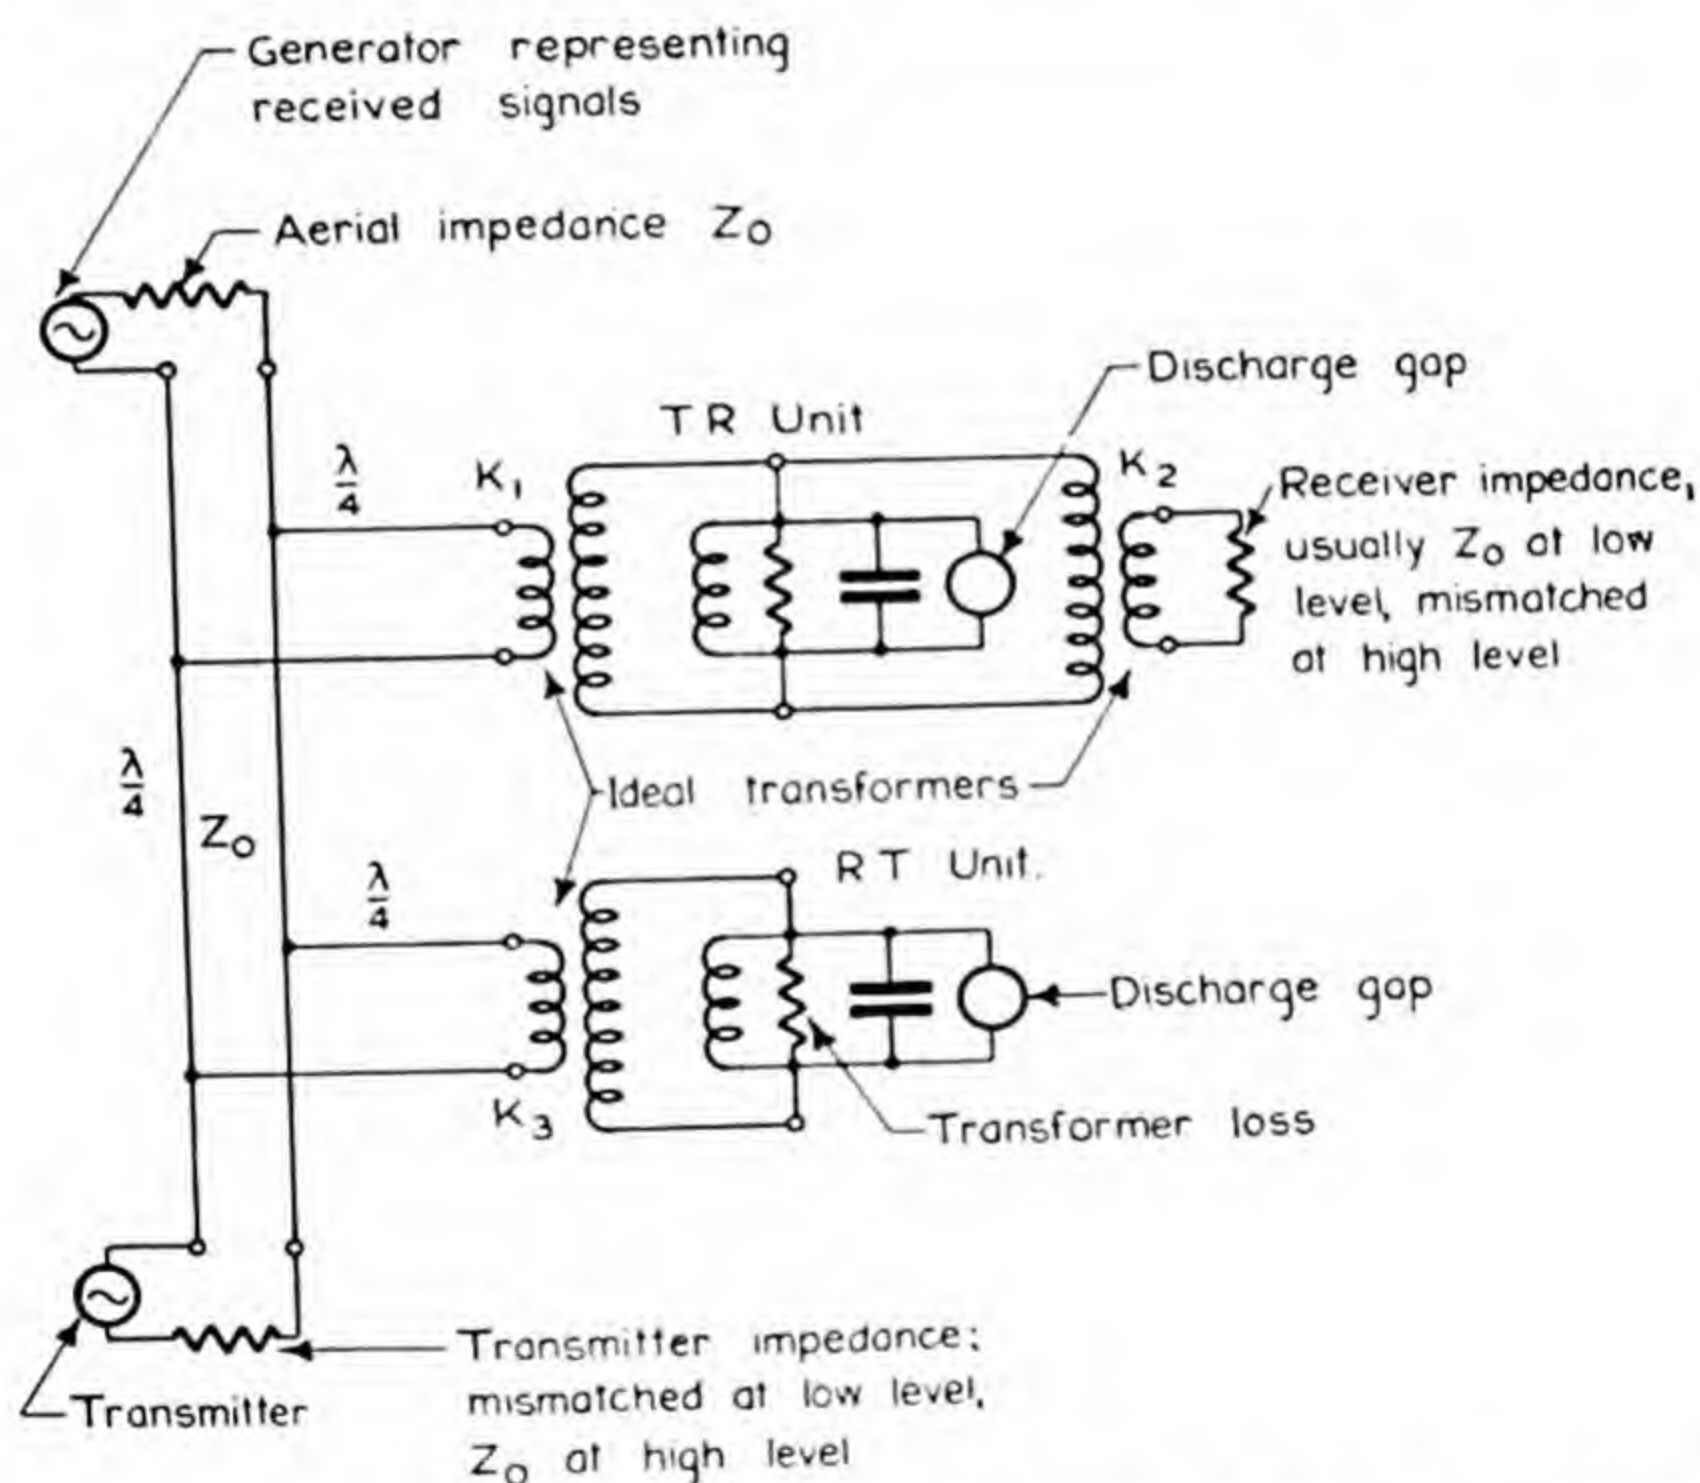 Generator representing
received signals
Aerial impedance Z₀
Discharge gap
TR Unit
λ/4
K₁
K₂
Receiver impedance,
usually Z₀ at low
level, mismatched
at high level
λ/4
Z₀
Ideal transformers
RT Unit.
λ/4
Discharge gap
K₃
Transformer loss
Transmitter impedance:
mismatched at low level,
Z₀ at high level
Transmitter